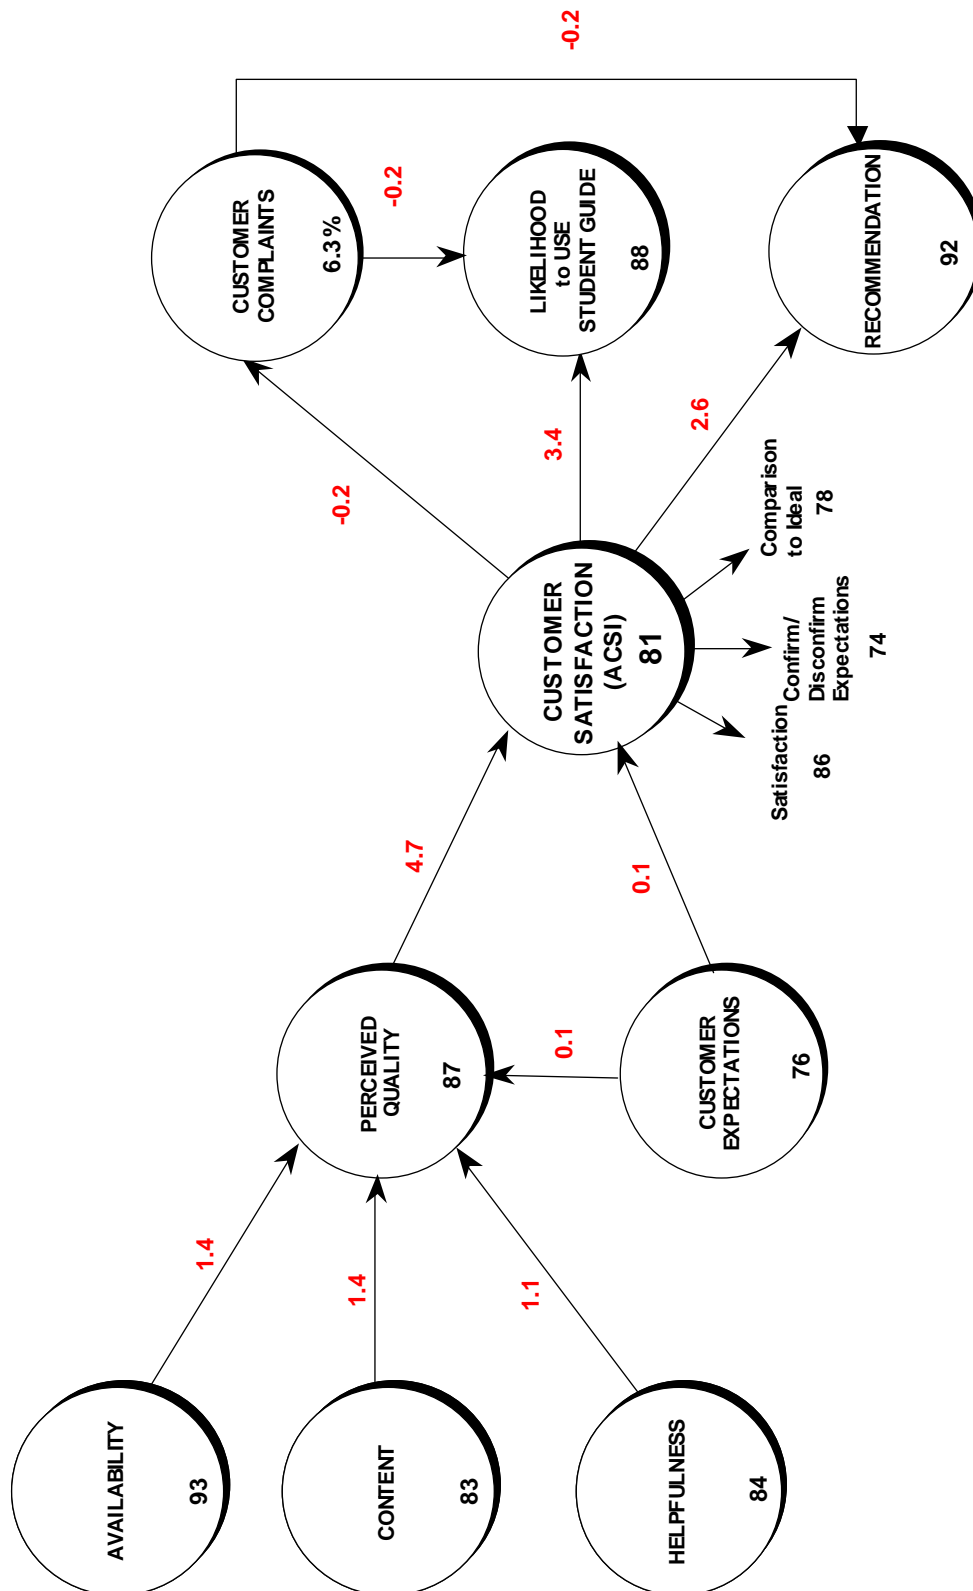 AVAILABILITY
93
CONTENT
83
HELPFULNESS
84
1.4
1.4
1.1
PERCEIVED
QUALITY
87
0.1
CUSTOMER
EXPECTATIONS
76
4.7
0.1
CUSTOMER
SATISFACTION
(ACSI)
81
Satisfaction
86
Confirm/
Disconfirm
Expectations
74
Comparison
to Ideal
78
-0.2
3.4
2.6
CUSTOMER
COMPLAINTS
6.3%
-0.2
LIKELIHOOD
to USE
STUDENT GUIDE
88
RECOMMENDATION
92
-0.2